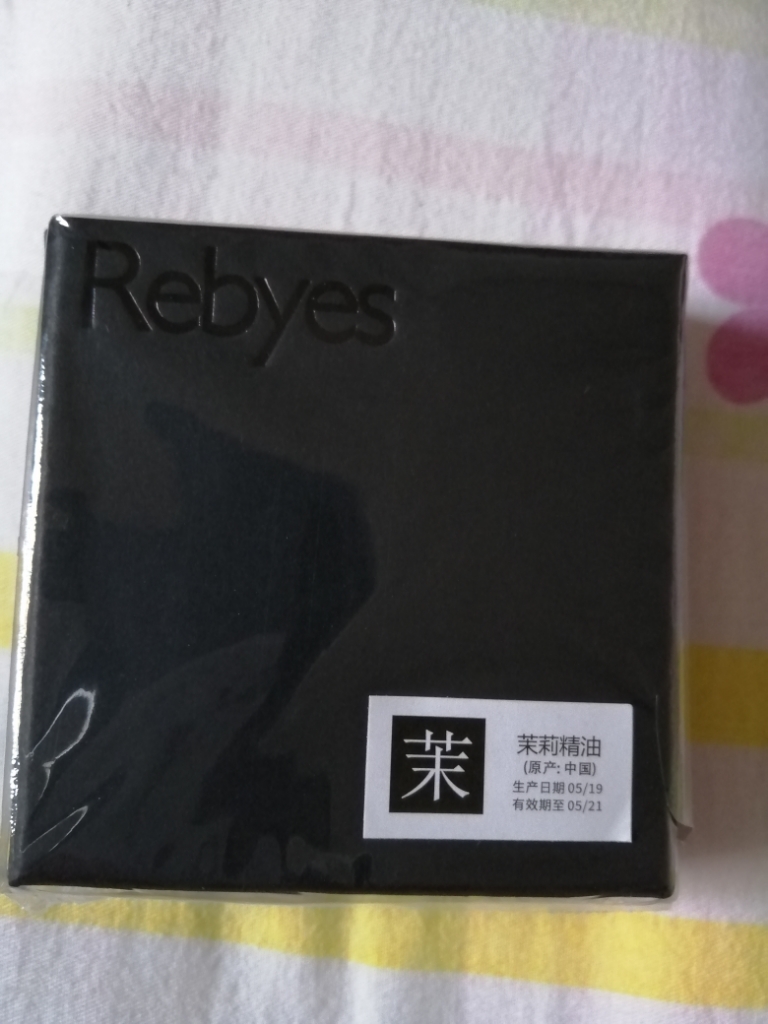 Rebyes
茉
茉莉精油
(原产: 中国)
生产日期 05/19
有效期至 05/21